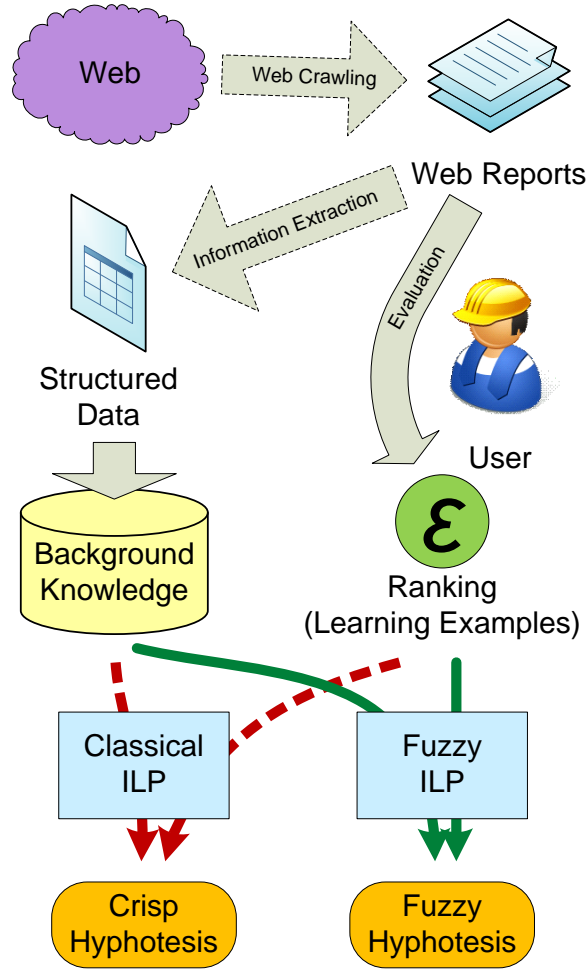 Web
Web Crawling
Web Reports
Information Extraction
Evaluation
Structured
Data
User
ε
Background
Knowledge
Ranking
(Learning Examples)
Classical
ILP
Fuzzy
ILP
Crisp
Hyphotesis
Fuzzy
Hyphotesis